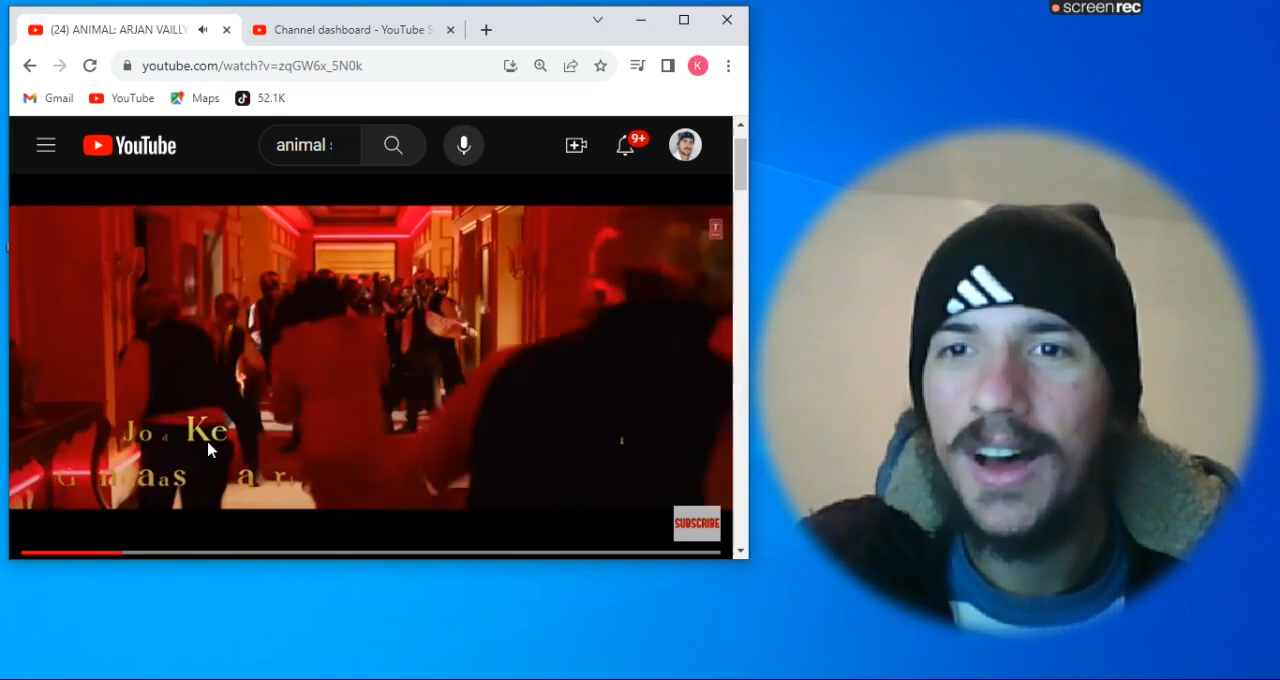 screenrec
(24) ANIMAL: ARJAN VAILLY
Channel dashboard - YouTube S
youtube.com/watch?v=zqGW6x_5N0k
K
Gmail
YouTube
Maps
52.1K
YouTube
animal s
9+
T
Jo d Ke
SUBSCRIBE